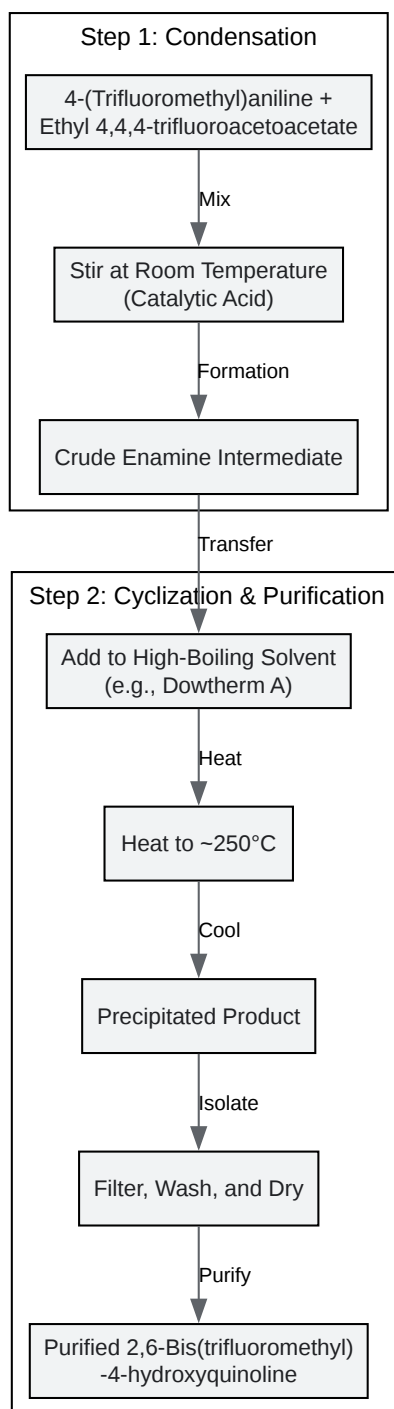 Step 1: Condensation
4-(Trifluoromethyl)aniline +
Ethyl 4,4,4-trifluoroacetoacetate
Mix
Stir at Room Temperature
(Catalytic Acid)
Formation
Crude Enamine Intermediate
Transfer
Step 2: Cyclization & Purification
Add to High-Boiling Solvent
(e.g., Dowtherm A)
Heat
Heat to ~250°C
Cool
Precipitated Product
Isolate
Filter, Wash, and Dry
Purify
Purified 2,6-Bis(trifluoromethyl)
-4-hydroxyquinoline